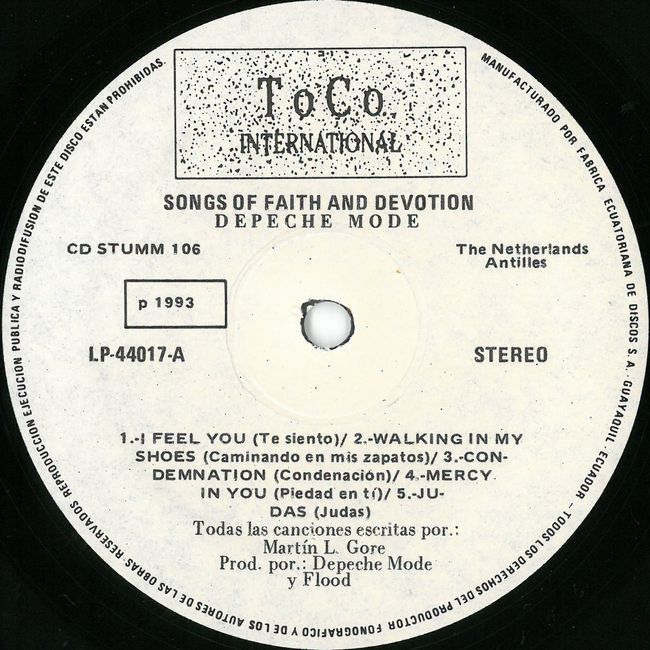 ToCo
INTERNATIONAL
SONGS OF FAITH AND DEVOTION
DEPECHE MODE
CD STUMM 106
The Netherlands
Antilles
p 1993
LP-44017-A
STEREO
1.-I FEEL YOU (Te siento)/ 2.-WALKING IN MY
SHOES (Caminando en mis zapatos)/ 3.-CON-
DEMNATION (Condenación)/ 4.-MERCY
IN YOU (Piedad en tí)/ 5.-JU-
DAS (Judas)
Todas las canciones escritas por.:
Martín L. Gore
Prod. por.: Depeche Mode
y Flood
MANUFACTURADO POR FABRICA ECUATORIANA DE DISCOS S. A. GUAYAQUIL - ECUADOR - TODOS LOS DERECHOS DEL PRODUCTOR FONOGRAFICO Y DE LOS AUTORES DE LAS OBRAS RESERVADOS REPRODUCCION EJECUCION PUBLICA Y RADIODIFUSION DE ESTE DISCO ESTAN PROHIBIDAS.